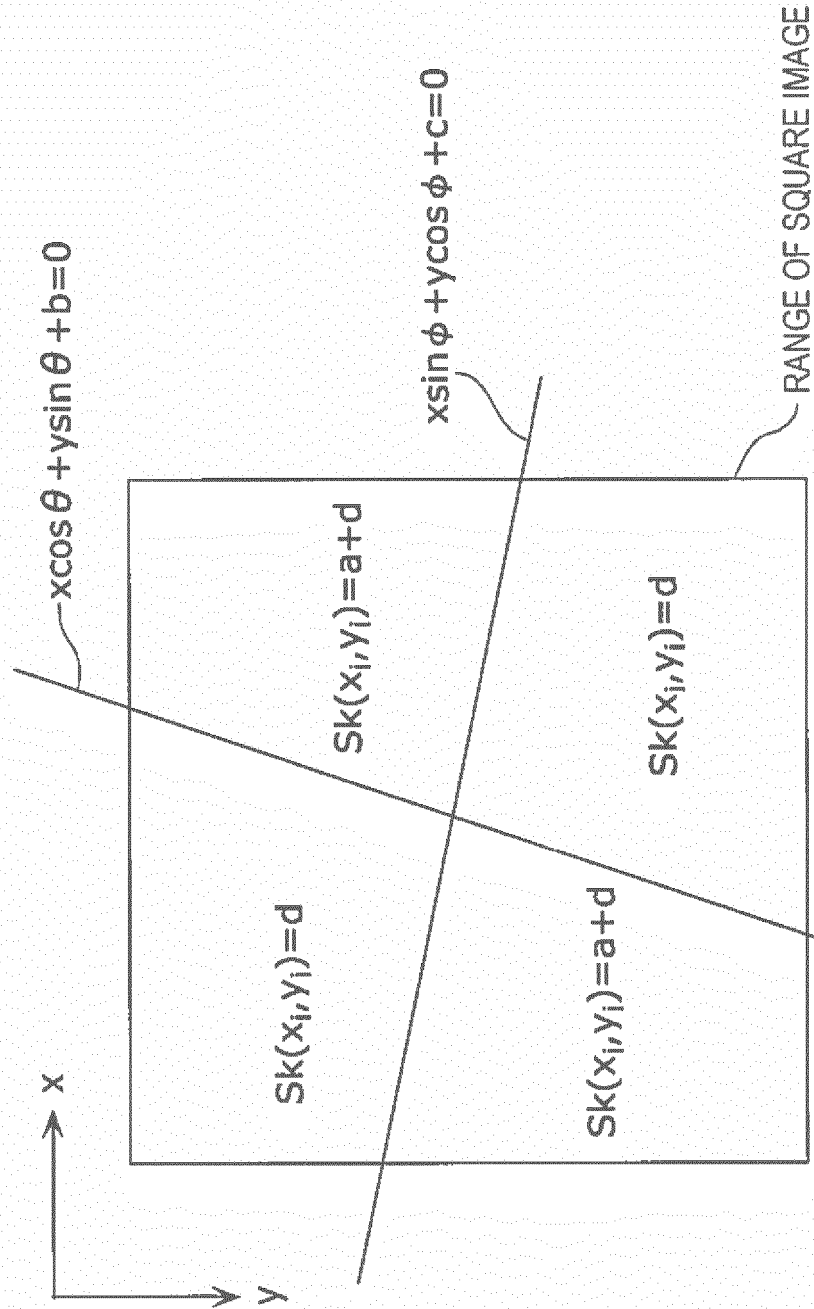 x
y
-xcosθ+ysinθ+b=0
Sk(xᵢ,yᵢ)=d
Sk(xᵢ,yᵢ)=a+d
xsinφ+ycosφ+c=0
Sk(xᵢ,yᵢ)=a+d
Sk(xᵢ,yᵢ)=d
RANGE OF SQUARE IMAGE